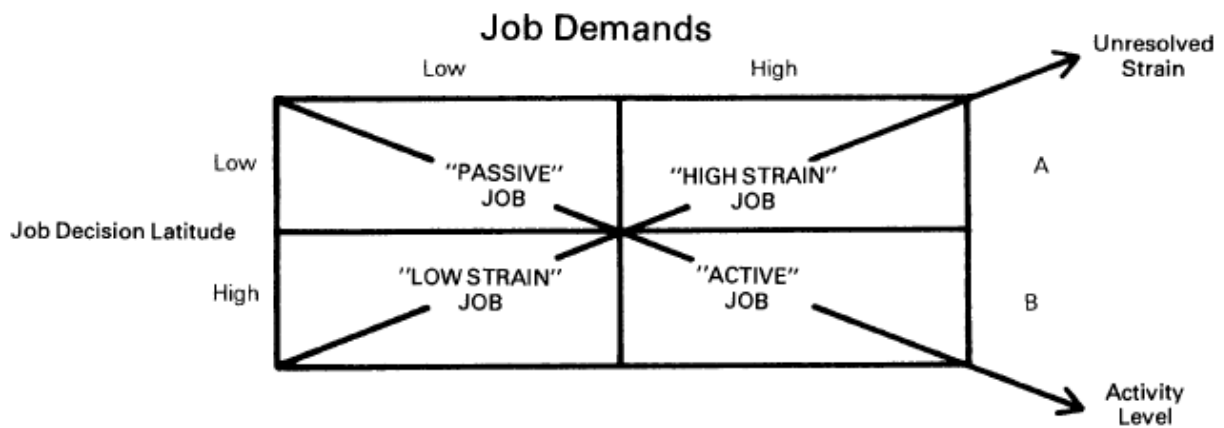 Job Demands
Unresolved
Strain
Low
High
Low
"PASSIVE"
JOB
"HIGH STRAIN"
JOB
A
Job Decision Latitude
High
"LOW STRAIN"
JOB
"ACTIVE"
JOB
B
Activity
Level